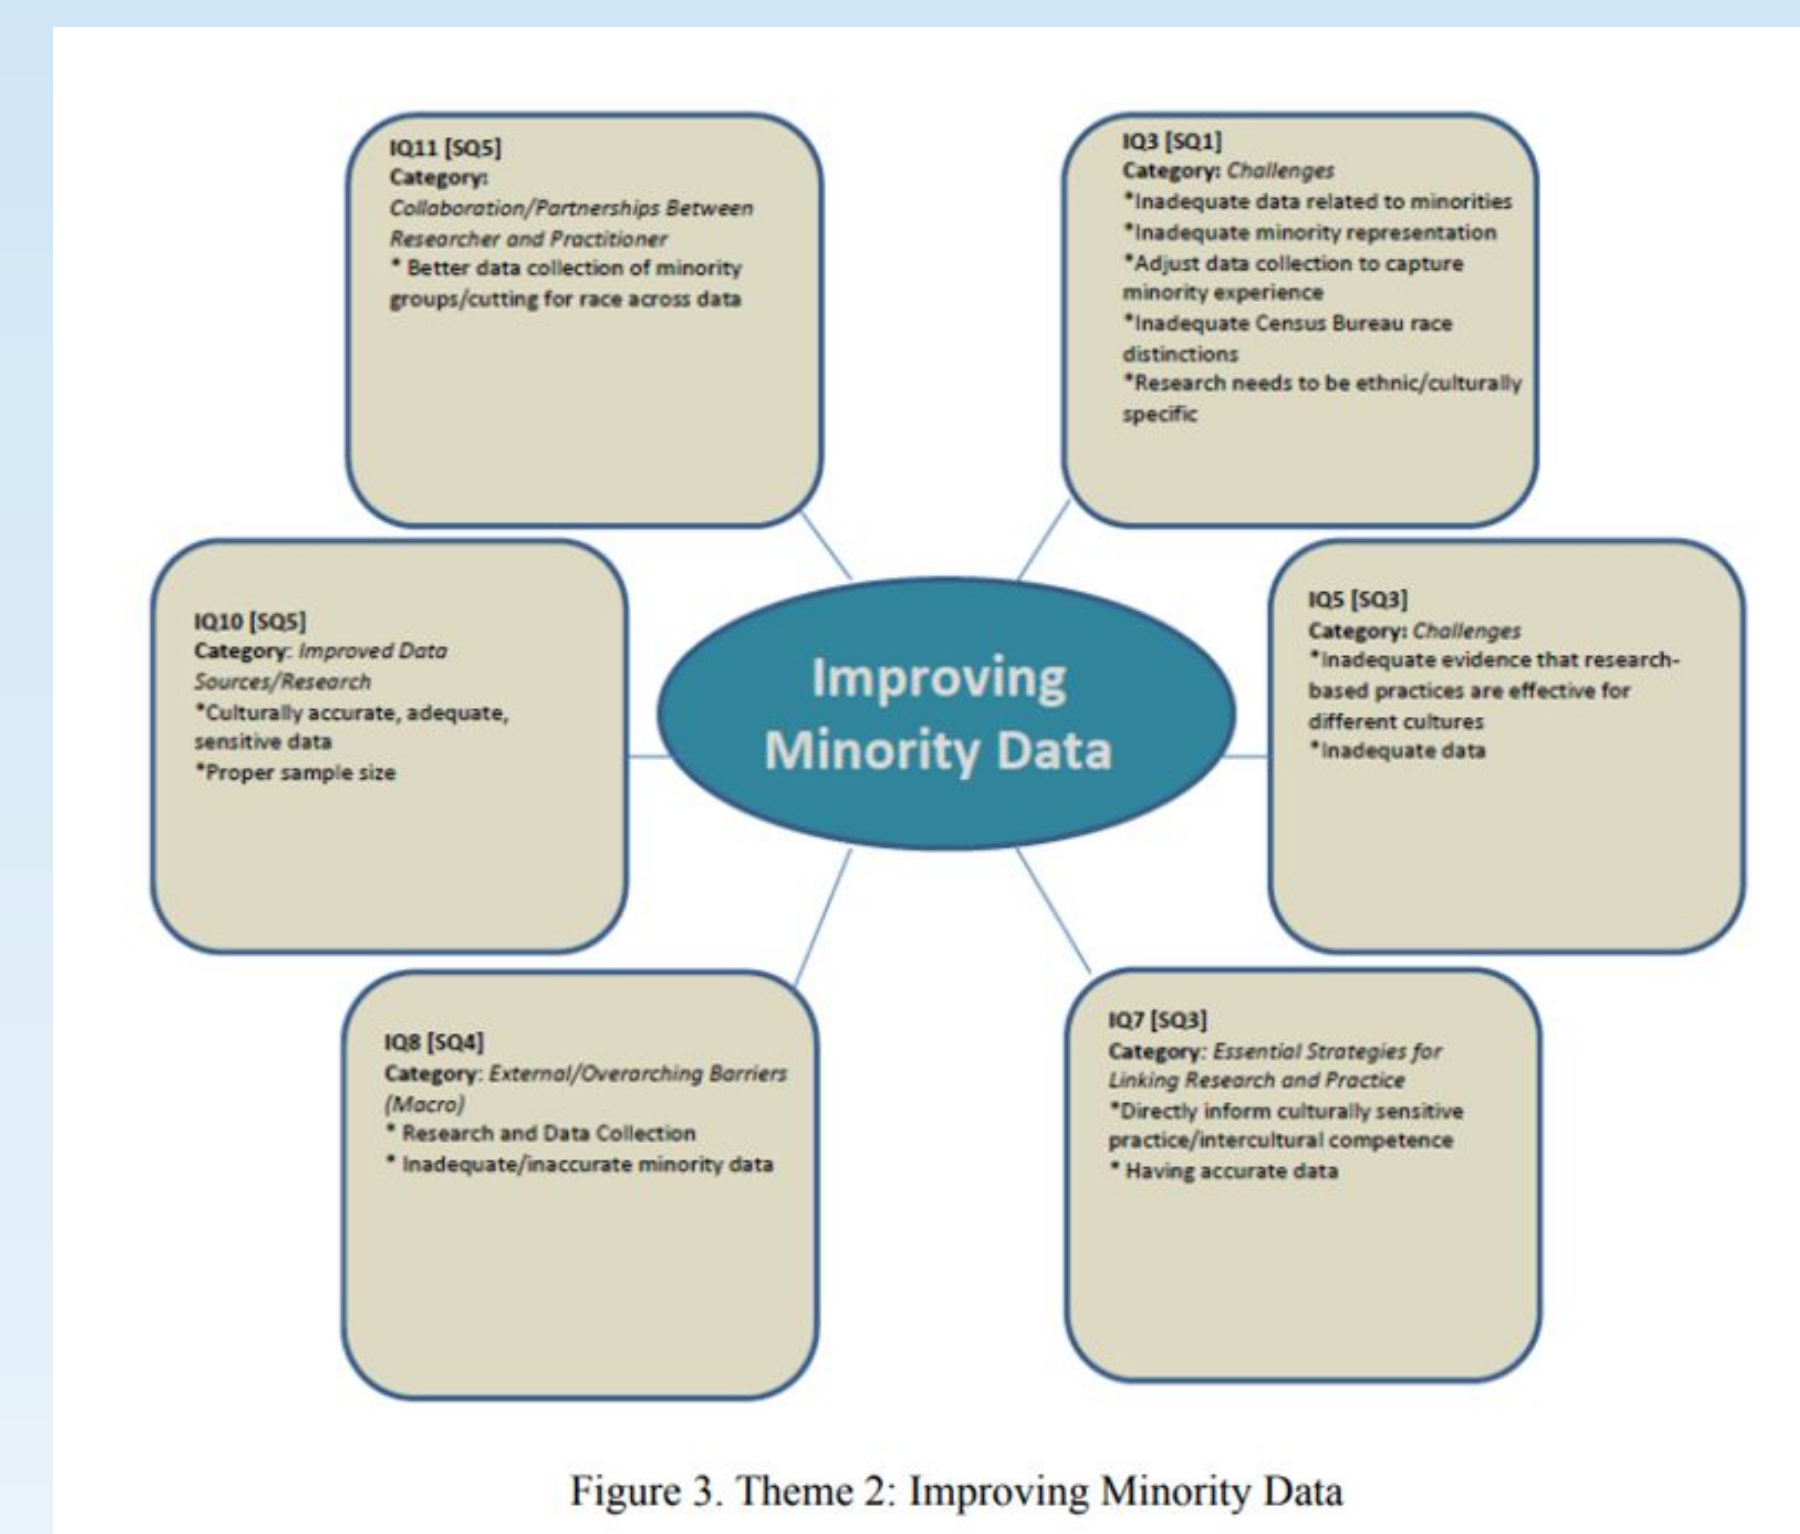 IQ11 [SQ5]
Category:
Collaboration/Partnerships Between
Researcher and Practitioner
* Better data collection of minority
groups/cutting for race across data
IQ3 [SQ1]
Category: Challenges
*Inadequate data related to minorities
*Inadequate minority representation
*Adjust data collection to capture
minority experience
*Inadequate Census Bureau race
distinctions
*Research needs to be ethnic/culturally
specific
IQ10 [SQ5]
Category: Improved Data
Sources/Research
*Culturally accurate, adequate,
sensitive data
*Proper sample size
Improving
Minority Data
IQ5 [SQ3]
Category: Challenges
*Inadequate evidence that research-
based practices are effective for
different cultures
*Inadequate data
IQ8 [SQ4]
Category: External/Overarching Barriers
(Macro)
* Research and Data Collection
* Inadequate/inaccurate minority data
IQ7 [SQ3]
Category: Essential Strategies for
Linking Research and Practice
*Directly inform culturally sensitive
practice/intercultural competence
* Having accurate data
Figure 3. Theme 2: Improving Minority Data